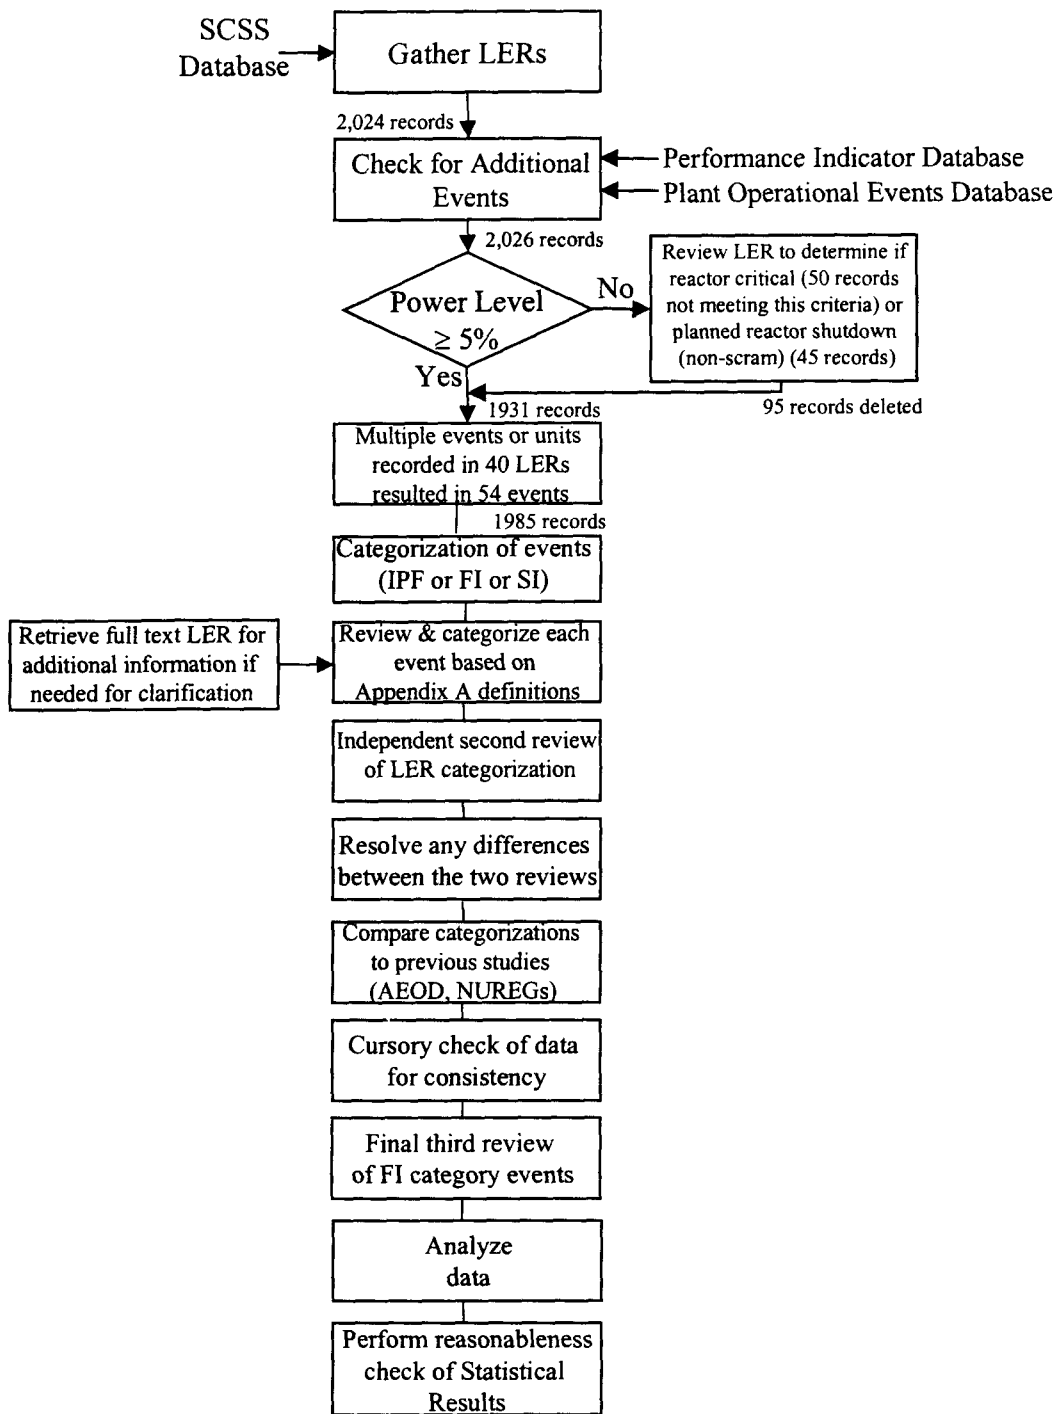 SCSS
Database
Gather LERs
2,024 records
Check for Additional
Events
Performance Indicator Database
Plant Operational Events Database
2,026 records
Power Level
≥ 5%
No
Review LER to determine if
reactor critical (50 records
not meeting this criteria) or
planned reactor shutdown
(non-scram) (45 records)
Yes
95 records deleted
1931 records
Multiple events or units
recorded in 40 LERs
resulted in 54 events
1985 records
Categorization of events
(IPF or FI or SI)
Retrieve full text LER for
additional information if
needed for clarification
Review & categorize each
event based on
Appendix A definitions
Independent second review
of LER categorization
Resolve any differences
between the two reviews
Compare categorizations
to previous studies
(AEOD, NUREGs)
Cursory check of data
for consistency
Final third review
of FI category events
Analyze
data
Perform reasonableness
check of Statistical
Results